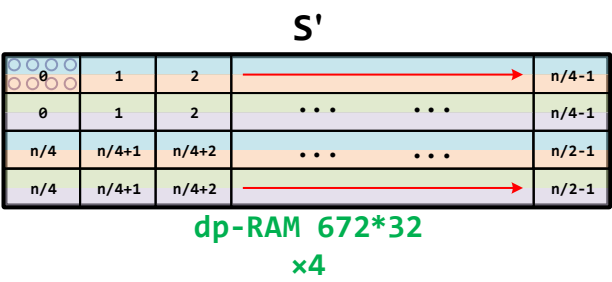 S'
0 1 2 n/4-1
0 1 2 ... ... n/4-1
n/4 n/4+1 n/4+2 ... ... n/2-1
n/4 n/4+1 n/4+2 n/2-1
dp-RAM 672*32
×4